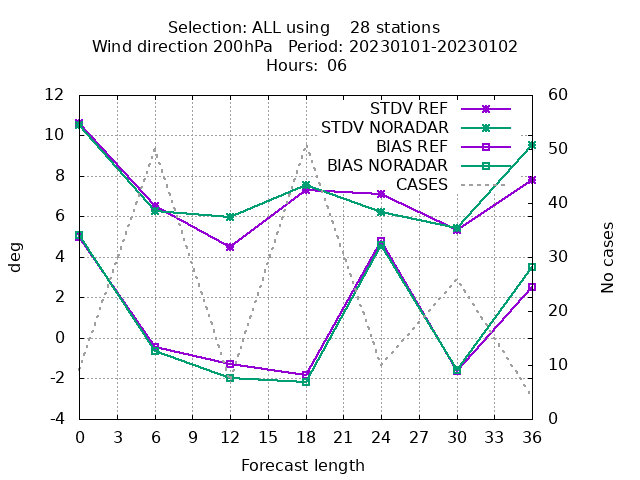 Selection: ALL using    28 stations
Wind direction 200hPa   Period: 20230101-20230102
Hours:  06
STDV REF
STDV NORADAR
BIAS REF
BIAS NORADAR
CASES
12
10
8
6
4
2
0
-2
-4
deg
60
50
40
30
20
10
0
No cases
0 3 6 9 12 15 18 21 24 27 30 33 36
Forecast length